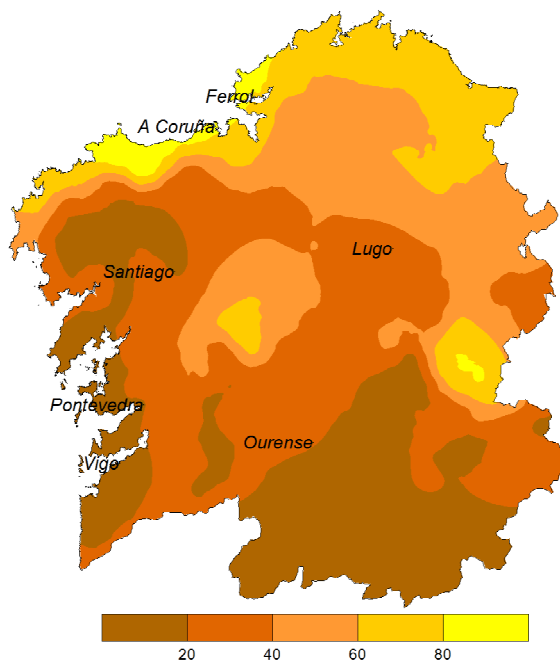 Ferrol
A Coruña
Lugo
Santiago
Pontevedra
Ourense
Vigo
20 40 60 80